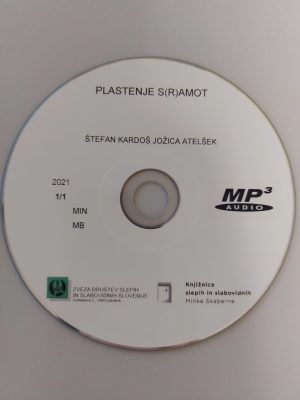 PLASTENJE S(R)AMOT
ŠTEFAN KARDOŠ JOŽICA ATELŠEK
2021
1/1
MIN
MB
MP3
AUDIO
ZVEZA DRUŠTEV SLEPIH
IN SLABOVIDNIH SLOVENIJE
Knjižnica
slepih in slabovidnih
Minke Skaberne